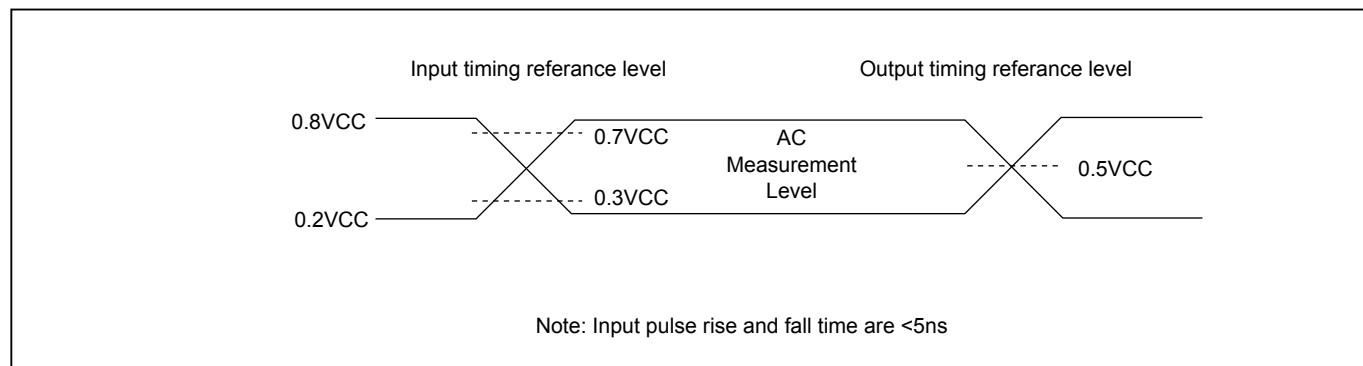 Input timing referance level
Output timing referance level
0.8VCC
0.7VCC
AC
Measurement
Level
0.5VCC
0.3VCC
0.2VCC
Note: Input pulse rise and fall time are <5ns